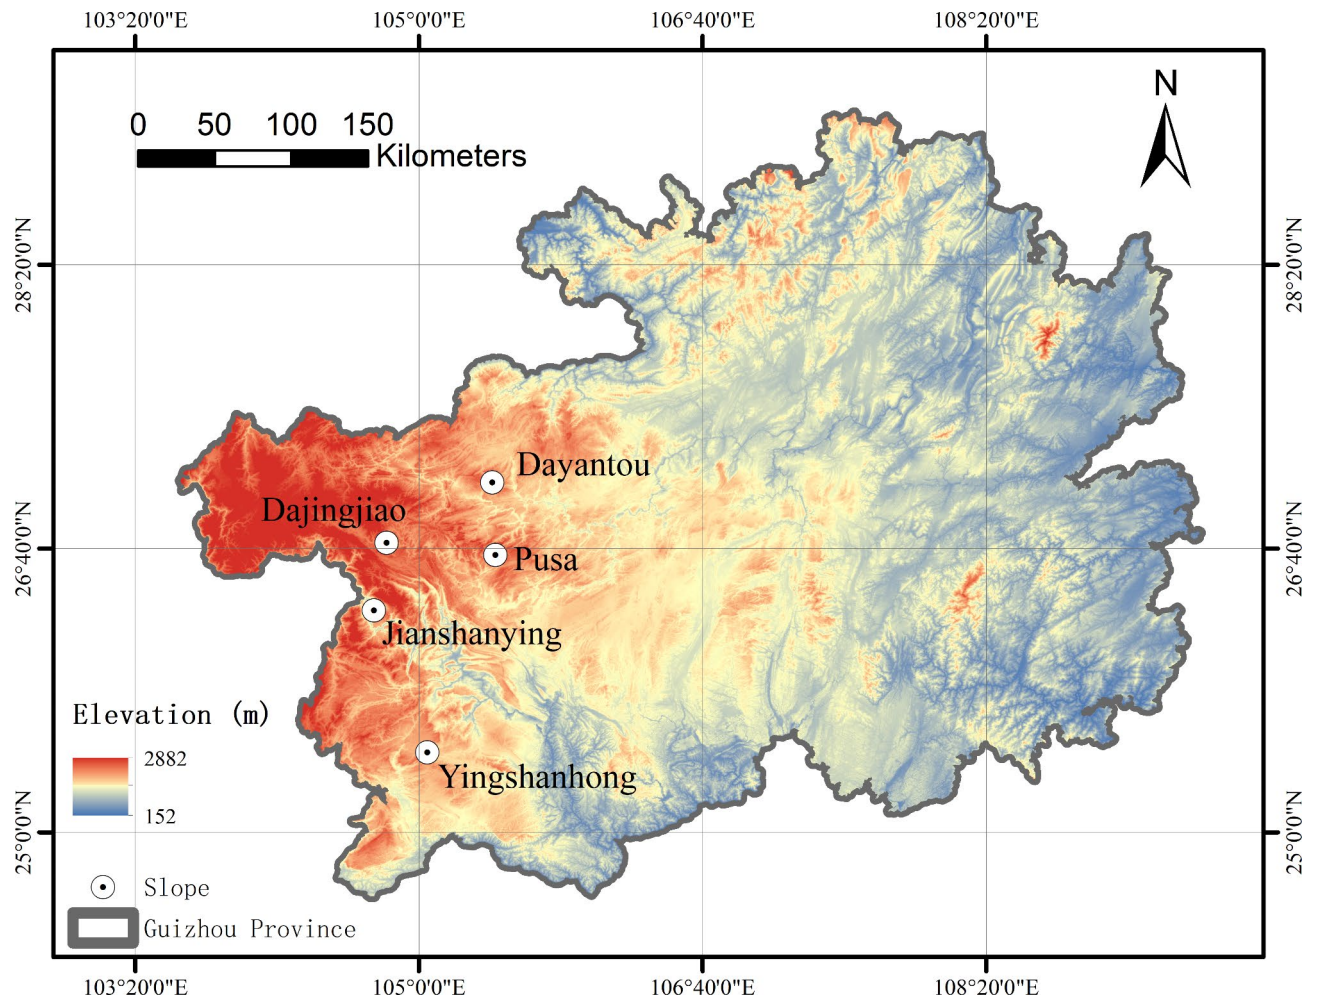 103°20'0"E 105°0'0"E 106°40'0"E 108°20'0"E
N
0 50 100 150
Kilometers
28°20'0"N 28°20'0"N
Dayantou
Dajingjiao
26°40'0"N 26°40'0"N
Pusa
Jianshanying
Elevation (m)
2882
152
Yingshanhong
25°0'0"N 25°0'0"N
Slope
Guizhou Province
103°20'0"E 105°0'0"E 106°40'0"E 108°20'0"E